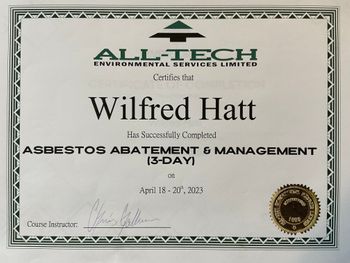 ALL-TECH
ENVIRONMENTAL SERVICES LIMITED
Certifies that
Wilfred Hatt
Has Successfully Completed
ASBESTOS ABATEMENT & MANAGEMENT
(3-DAY)
on
April 18 - 20th, 2023
Course Instructor: